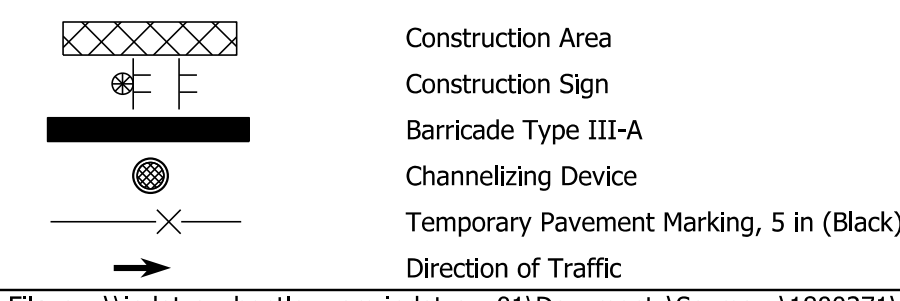 Construction Area
Construction Sign
Barricade Type III-A
Channelizing Device
Temporary Pavement Marking, 5 in (Black)
Direction of Traffic